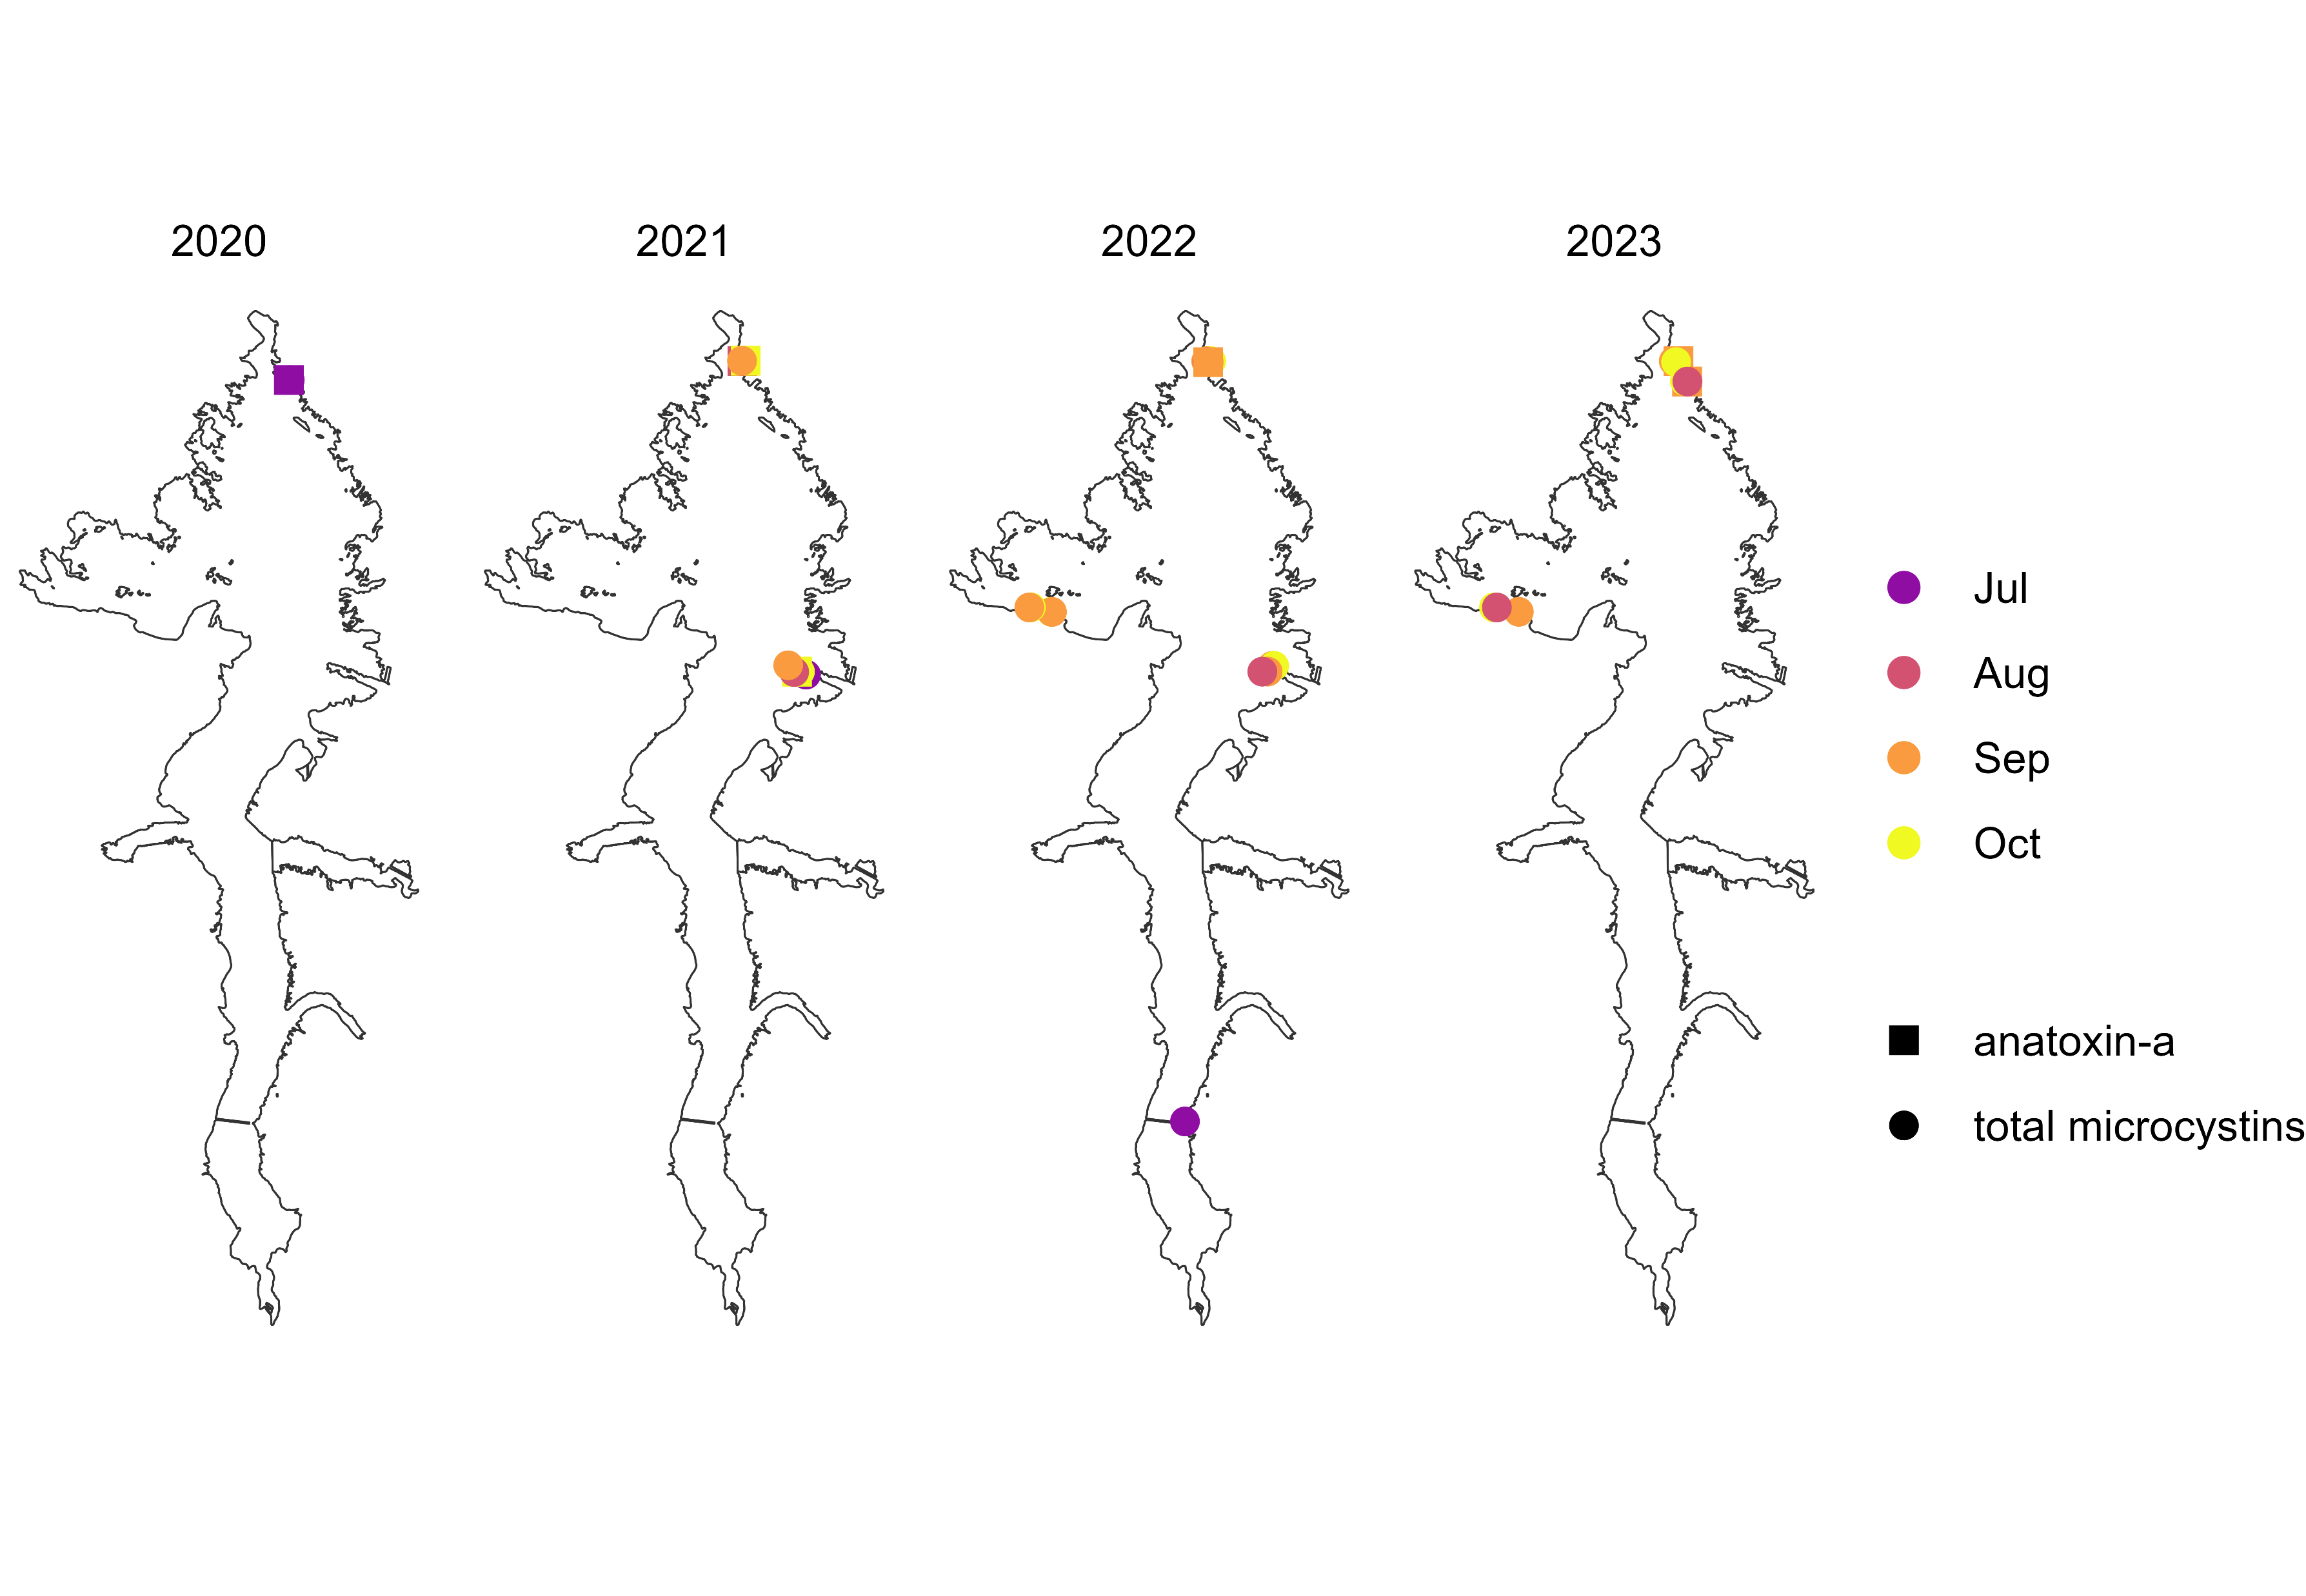 2020
2021
2022
2023
Jul
Aug
Sep
Oct
anatoxin-a
total microcystins